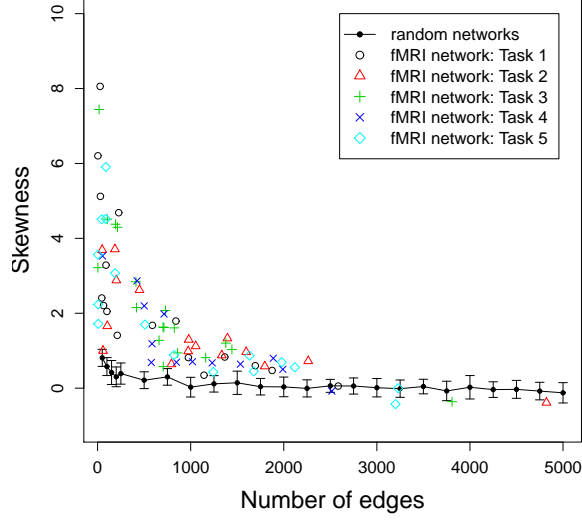 10
8
6
4
2
0
Skewness
random networks
fMRI network: Task 1
fMRI network: Task 2
fMRI network: Task 3
fMRI network: Task 4
fMRI network: Task 5
0 1000 2000 3000 4000 5000
Number of edges